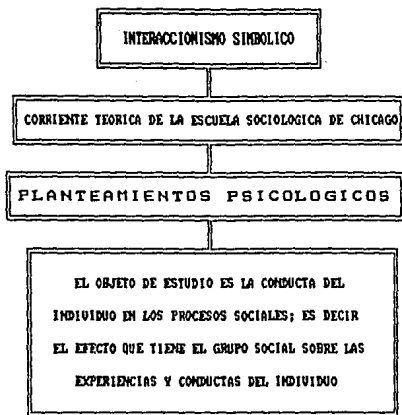 INTERACCIONISMO SIMBOLICO
CORRIENTE TEORICA DE LA ESCUELA SOCIOLOGICA DE CHICAGO
PLANTEAMIENTOS PSICOLOGICOS
EL OBJETO DE ESTUDIO ES LA CONDUCTA DEL
INDIVIDUO EN LOS PROCESOS SOCIALES; ES DECIR
EL EFECTO QUE TIENE EL GRUPO SOCIAL SOBRE LAS
EXPERIENCIAS Y CONDUCTAS DEL INDIVIDUO